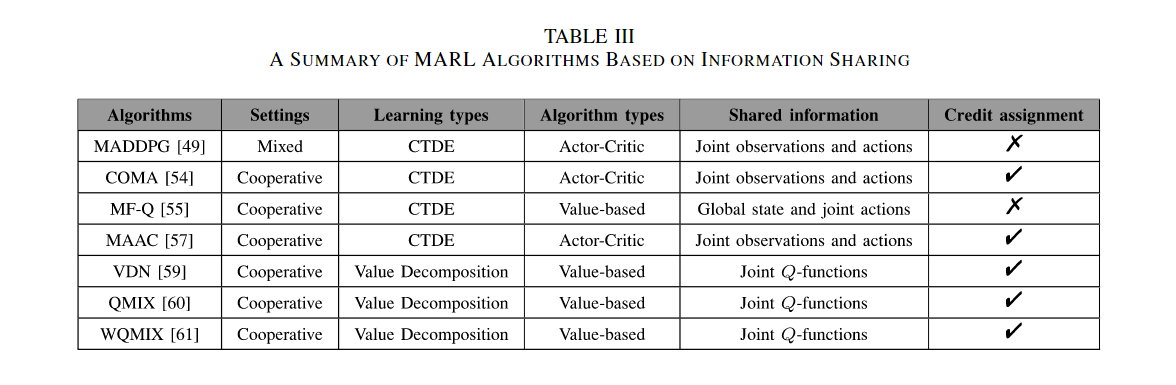 TABLE III
A SUMMARY OF MARL ALGORITHMS BASED ON INFORMATION SHARING
Algorithms Settings Learning types Algorithm types Shared information Credit assignment
MADDPG [49] Mixed CTDE Actor-Critic Joint observations and actions ✗
COMA [54] Cooperative CTDE Actor-Critic Joint observations and actions ✔
MF-Q [55] Cooperative CTDE Value-based Global state and joint actions ✗
MAAC [57] Cooperative CTDE Actor-Critic Joint observations and actions ✔
VDN [59] Cooperative Value Decomposition Value-based Joint Q-functions ✔
QMIX [60] Cooperative Value Decomposition Value-based Joint Q-functions ✔
WQMIX [61] Cooperative Value Decomposition Value-based Joint Q-functions ✔